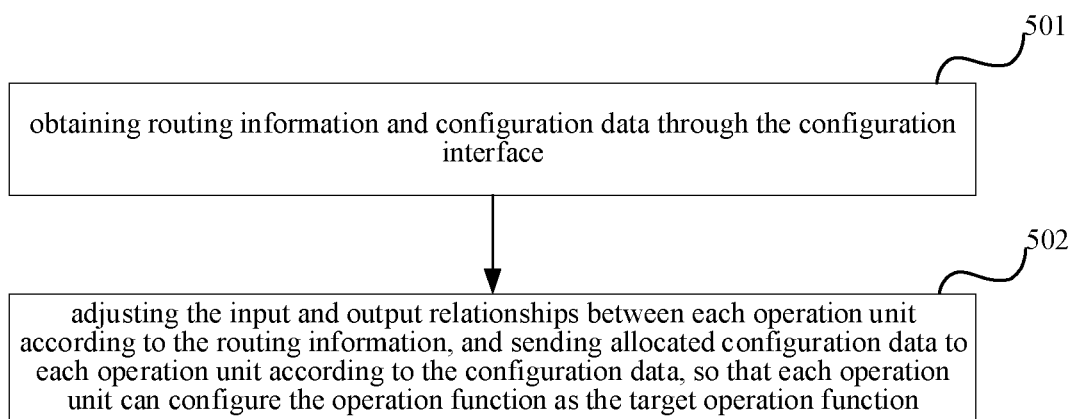 501
obtaining routing information and configuration data through the configuration
interface
502
adjusting the input and output relationships between each operation unit
according to the routing information, and sending allocated configuration data to
each operation unit according to the configuration data, so that each operation
unit can configure the operation function as the target operation function